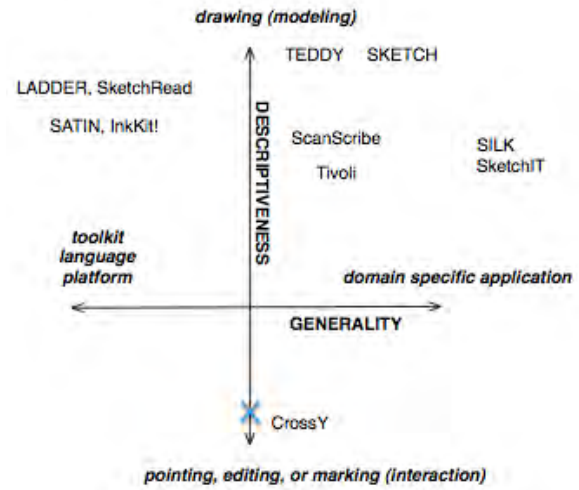 drawing (modeling)
TEDDY SKETCH
LADDER, SketchRead
SATIN, InkKit!
DESCRIPTIVENESS
ScanScribe
Tivoli
SILK
SketchIT
toolkit
language
platform
domain specific application
GENERALITY
CrossY
pointing, editing, or marking (interaction)